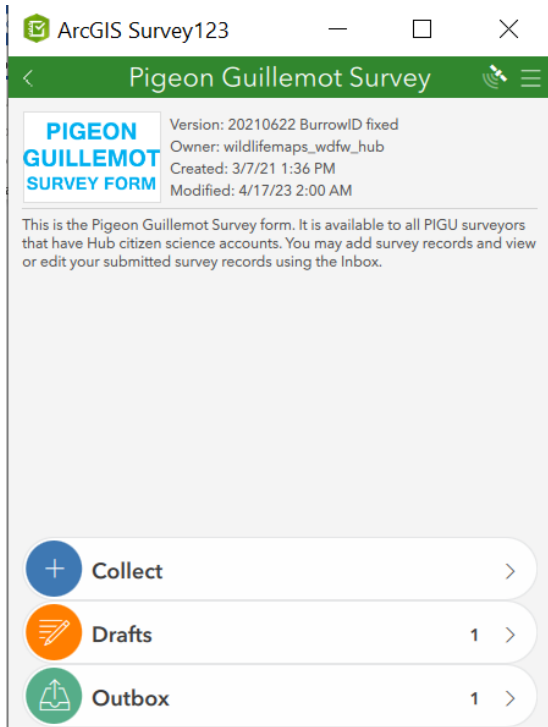 ArcGIS Survey123
Pigeon Guillemot Survey
PIGEON
GUILLEMOT
SURVEY FORM
Version: 20210622 BurrowID fixed
Owner: wildlifemaps_wdfw_hub
Created: 3/7/21 1:36 PM
Modified: 4/17/23 2:00 AM
This is the Pigeon Guillemot Survey form. It is available to all PIGU surveyors
that have Hub citizen science accounts. You may add survey records and view
or edit your submitted survey records using the Inbox.
Collect
Drafts 1
Outbox 1